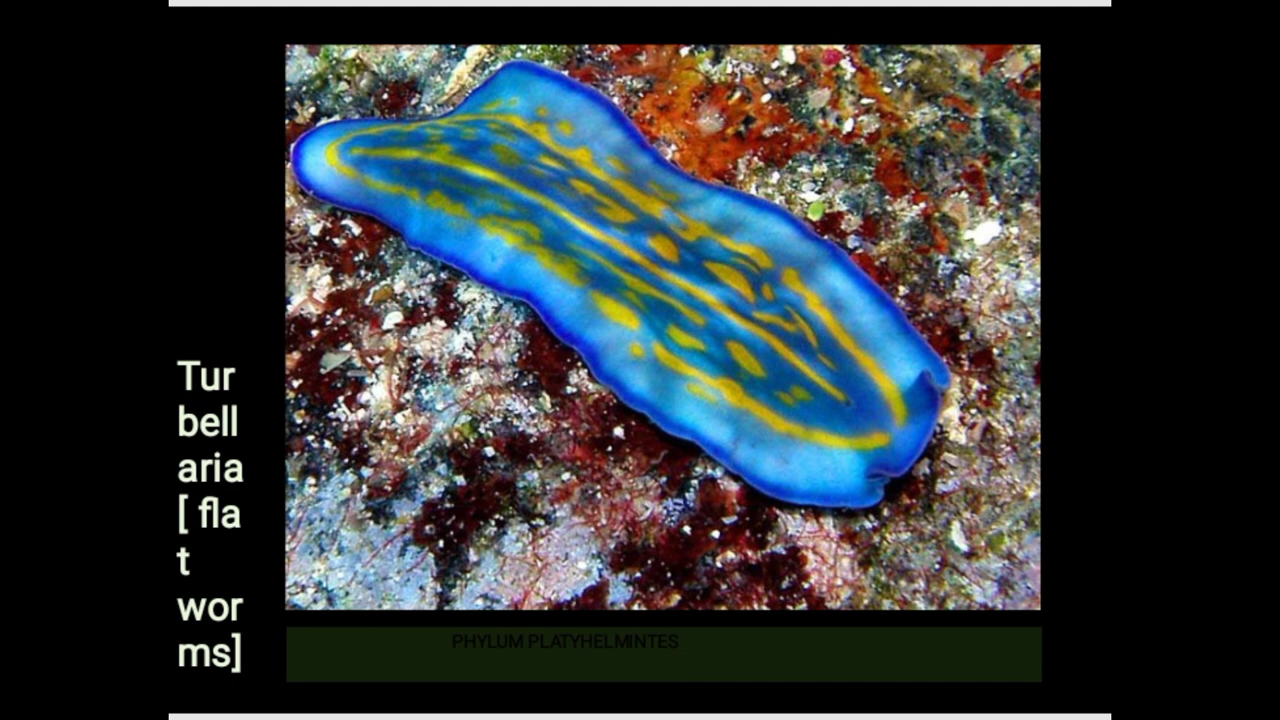 Tur
bell
aria
[ fla
t
wor
ms]
PHYLUM PLATYHELMINTES